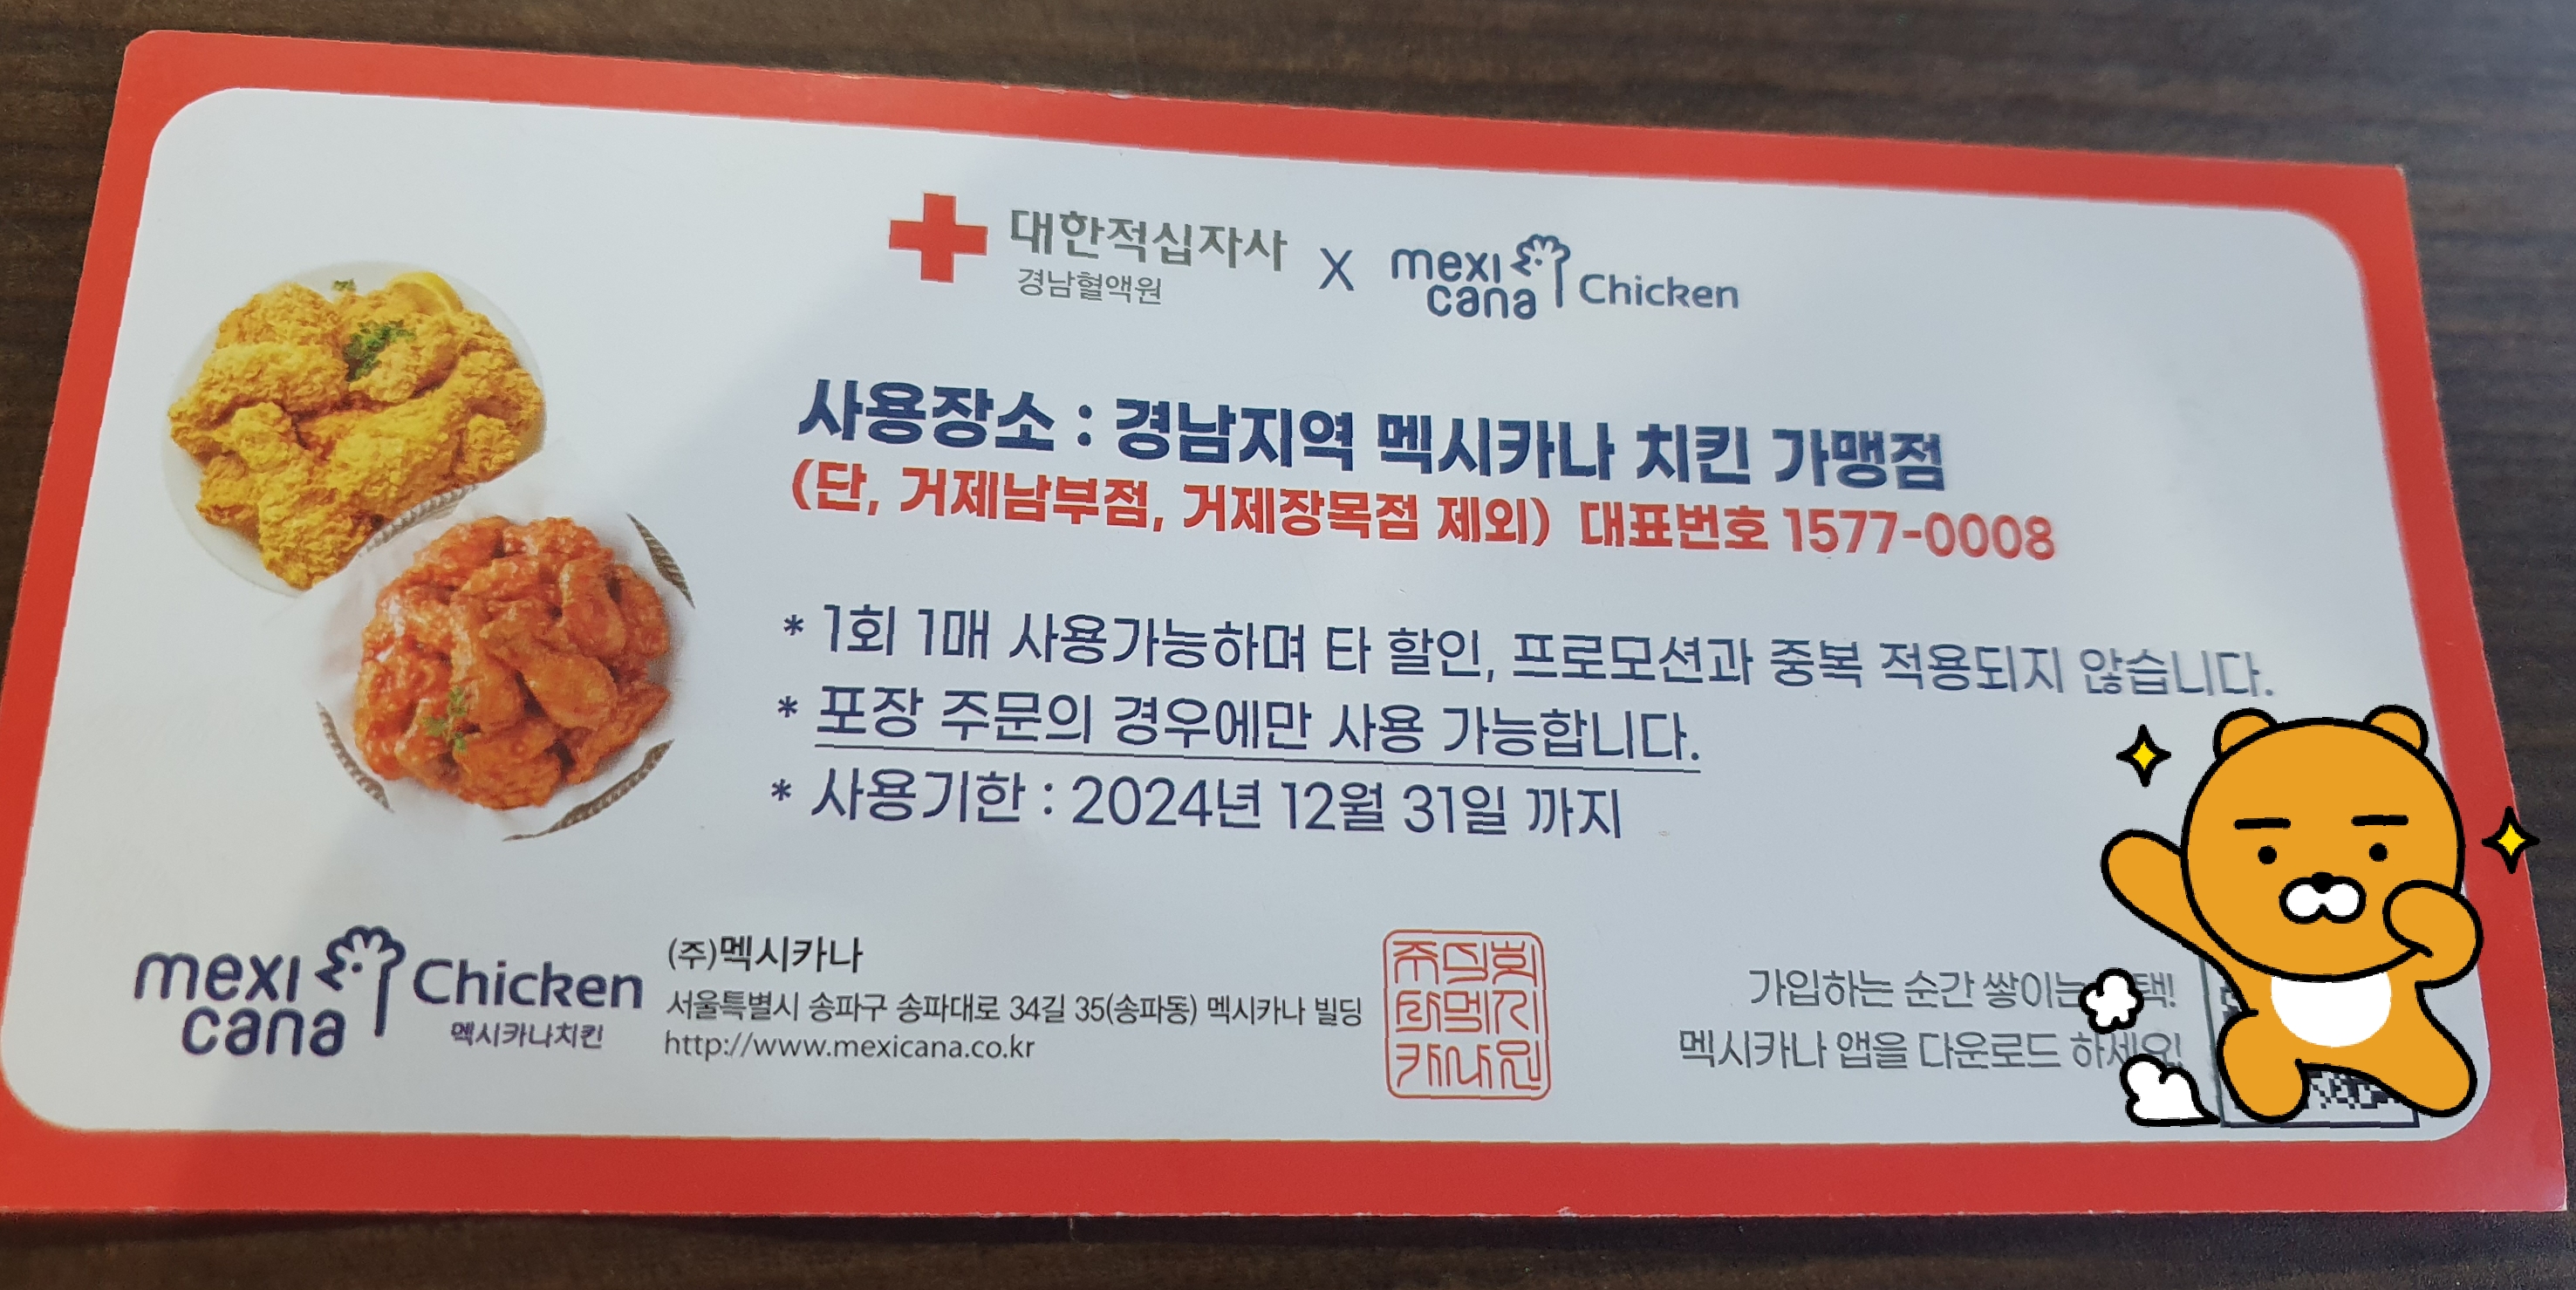 대한적십자사
경남혈액원
X
mexi
cana
Chicken
사용장소 : 경남지역 멕시카나 치킨 가맹점
(단, 거제남부점, 거제장목점 제외) 대표번호 1577-0008
* 1회 1매 사용가능하며 타 할인, 프로모션과 중복 적용되지 않습니다.
* 포장 주문의 경우에만 사용 가능합니다.
* 사용기한 : 2024년 12월 31일 까지
mexi
cana
Chicken
멕시카나치킨
(주)멕시카나
서울특별시 송파구 송파대로 34길 35(송파동) 멕시카나 빌딩
http://www.mexicana.co.kr
가입하는 순간 쌓이는
멕시카나 앱을 다운로드 하세요!